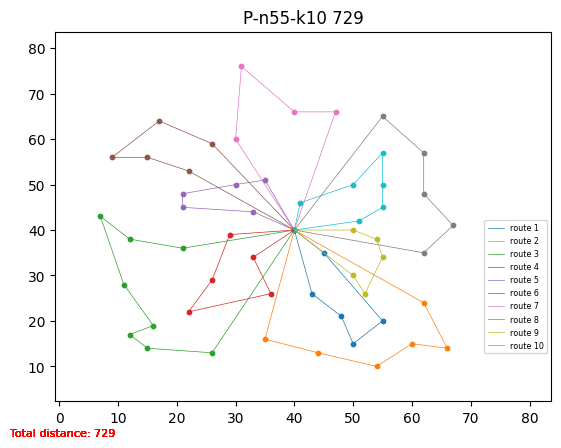 P-n55-k10 729
80
70
60
50
40
30
20
10
0 10 20 30 40 50 60 70 80
route 1
route 2
route 3
route 4
route 5
route 6
route 7
route 8
route 9
route 10
Total distance: 729